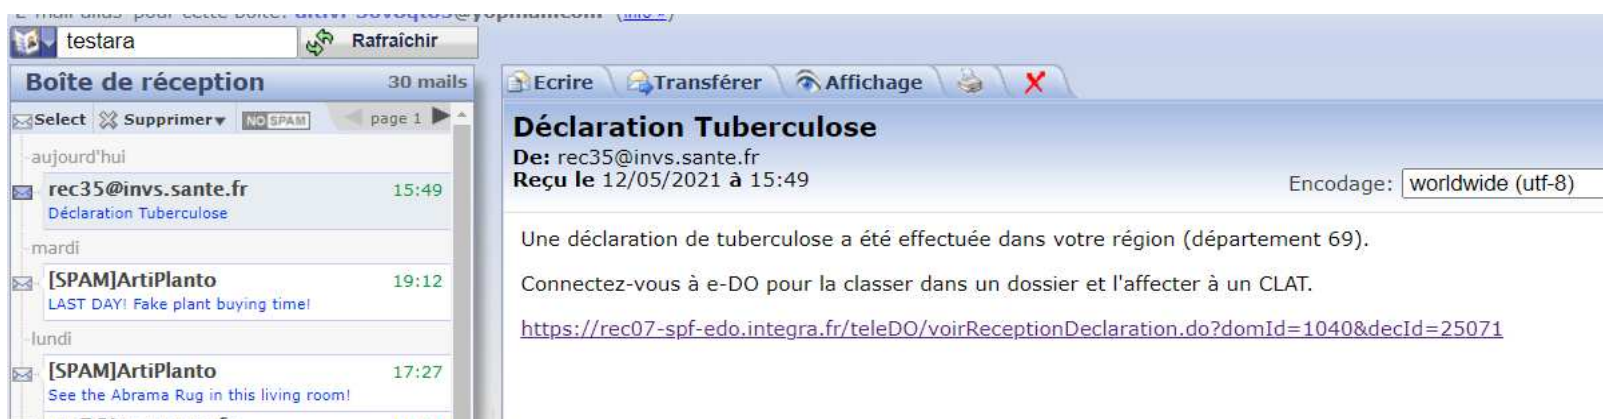 testara
Rafraîchir
Boîte de réception 30 mails
Select Supprimer NO SPAM page 1
aujourd'hui
rec35@invs.sante.fr 15:49
Déclaration Tuberculose
mardi
[SPAM]ArtiPlanto 19:12
LAST DAY! Fake plant buying time!
lundi
[SPAM]ArtiPlanto 17:27
See the Abrama Rug in this living room!
Ecrire Transférer Affichage
Déclaration Tuberculose
De: rec35@invs.sante.fr
Reçu le 12/05/2021 à 15:49
Encodage: worldwide (utf-8)
Une déclaration de tuberculose a été effectuée dans votre région (département 69).
Connectez-vous à e-DO pour la classer dans un dossier et l'affecter à un CLAT.
https://rec07-spf-edo.integra.fr/teleDO/voirReceptionDeclaration.do?domId=1040&decId=25071